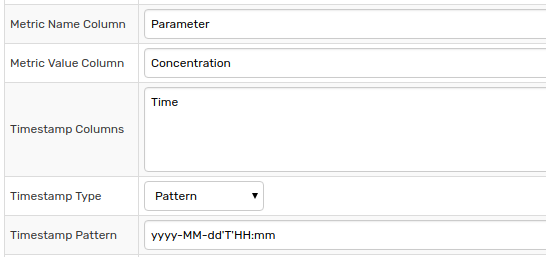 Metric Name Column Parameter
Metric Value Column Concentration
Time
Timestamp Columns
Timestamp Type Pattern
Timestamp Pattern yyyy-MM-dd'T'HH:mm